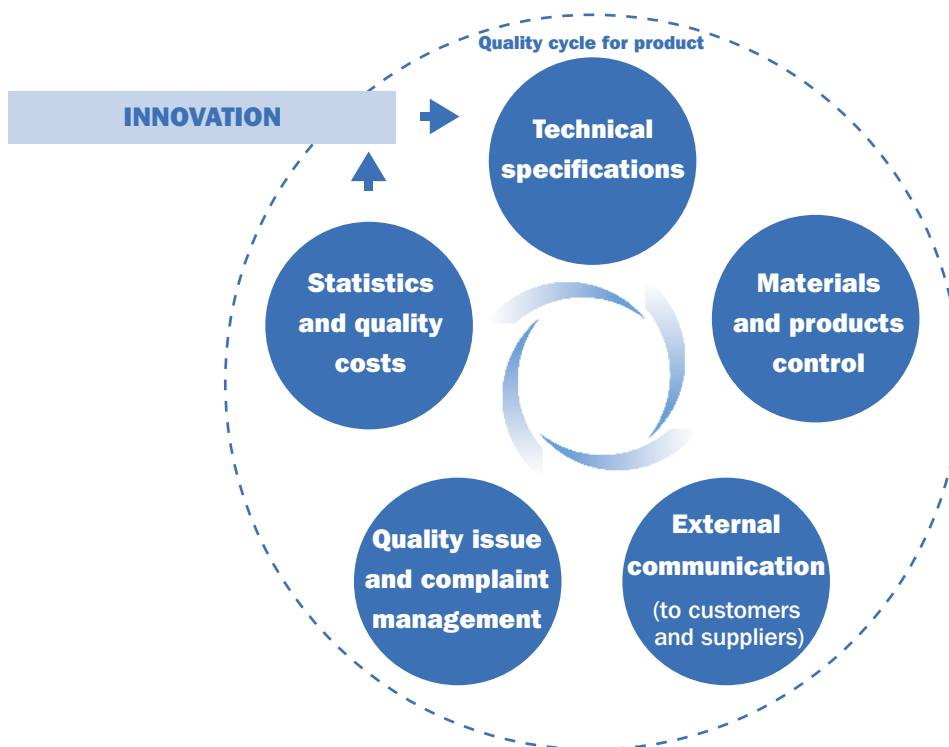 Quality cycle for product
INNOVATION
Technical
specifications
Statistics
and quality
costs
Materials
and products
control
Quality issue
and complaint
management
External
communication
(to customers
and suppliers)